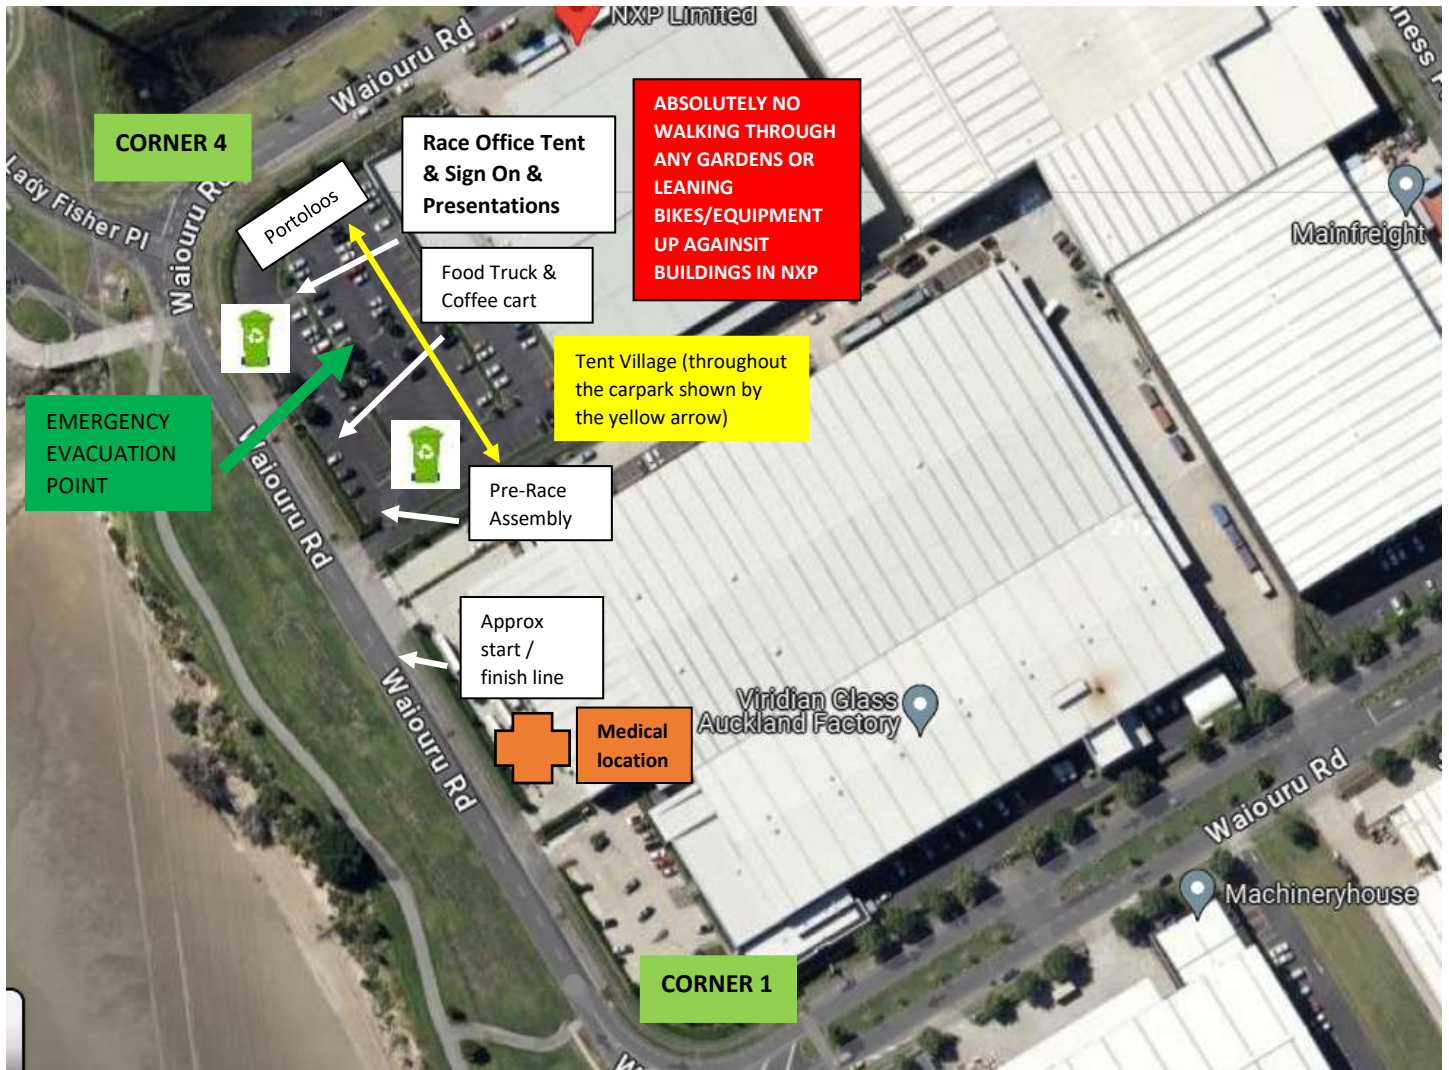 NXP Limited
Waiouru Rd
CORNER 4
Race Office Tent
& Sign On &
Presentations
ABSOLUTELY NO
WALKING THROUGH
ANY GARDENS OR
LEANING
BIKES/EQUIPMENT
UP AGAINSIT
BUILDINGS IN NXP
Lady Fisher Pl
Waiouru Rd
Portoloos
Mainfreight
Food Truck &
Coffee cart
Tent Village (throughout
the carpark shown by
the yellow arrow)
EMERGENCY
EVACUATION
POINT
Waiouru Rd
Pre-Race
Assembly
Approx
start /
finish line
Waiouru Rd
Medical
location
Viridian Glass
Auckland Factory
Waiouru Rd
Machineryhouse
CORNER 1